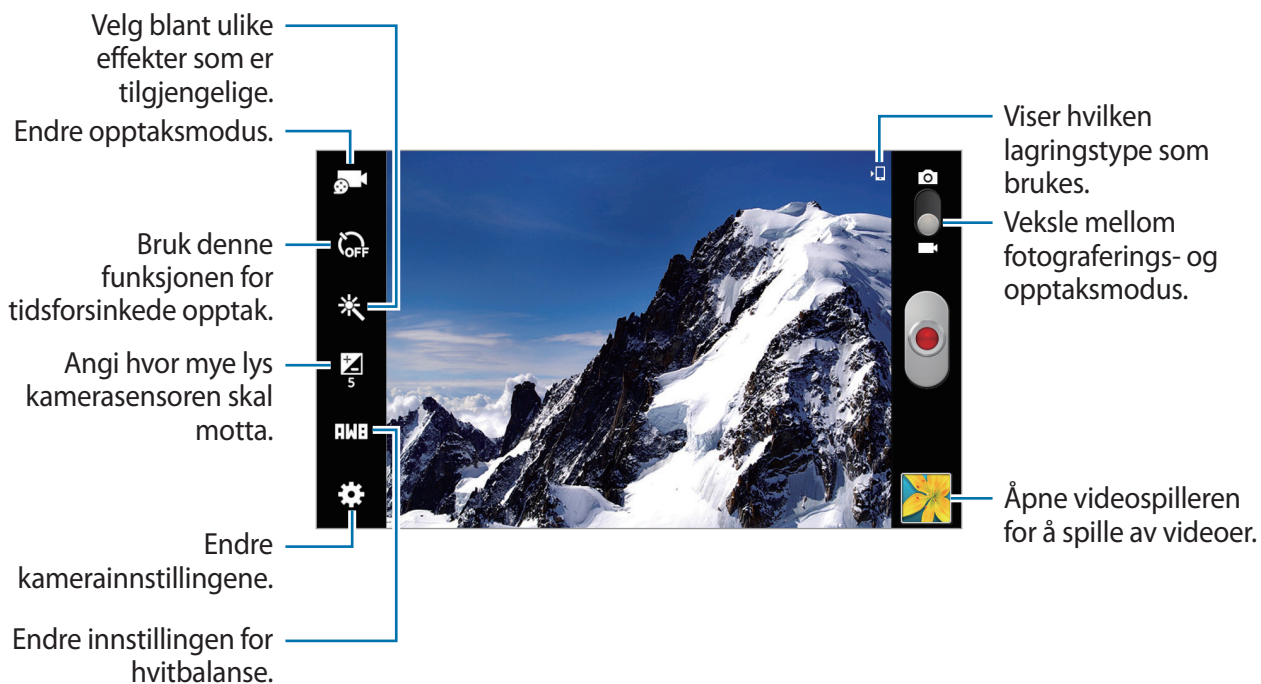 Velg blant ulike
effekter som er
tilgjengelige.
Endre opptaksmodus.
Bruk denne
funksjonen for
tidsforsinkede opptak.
Angi hvor mye lys
kamerasensoren skal
motta.
Endre
kamerainnstillingene.
Endre innstillingen for
hvitbalanse.
OFF
5
AWB
Viser hvilken
lagringstype som
brukes.
Veksle mellom
fotograferings- og
opptaksmodus.
Åpne videospilleren
for å spille av videoer.